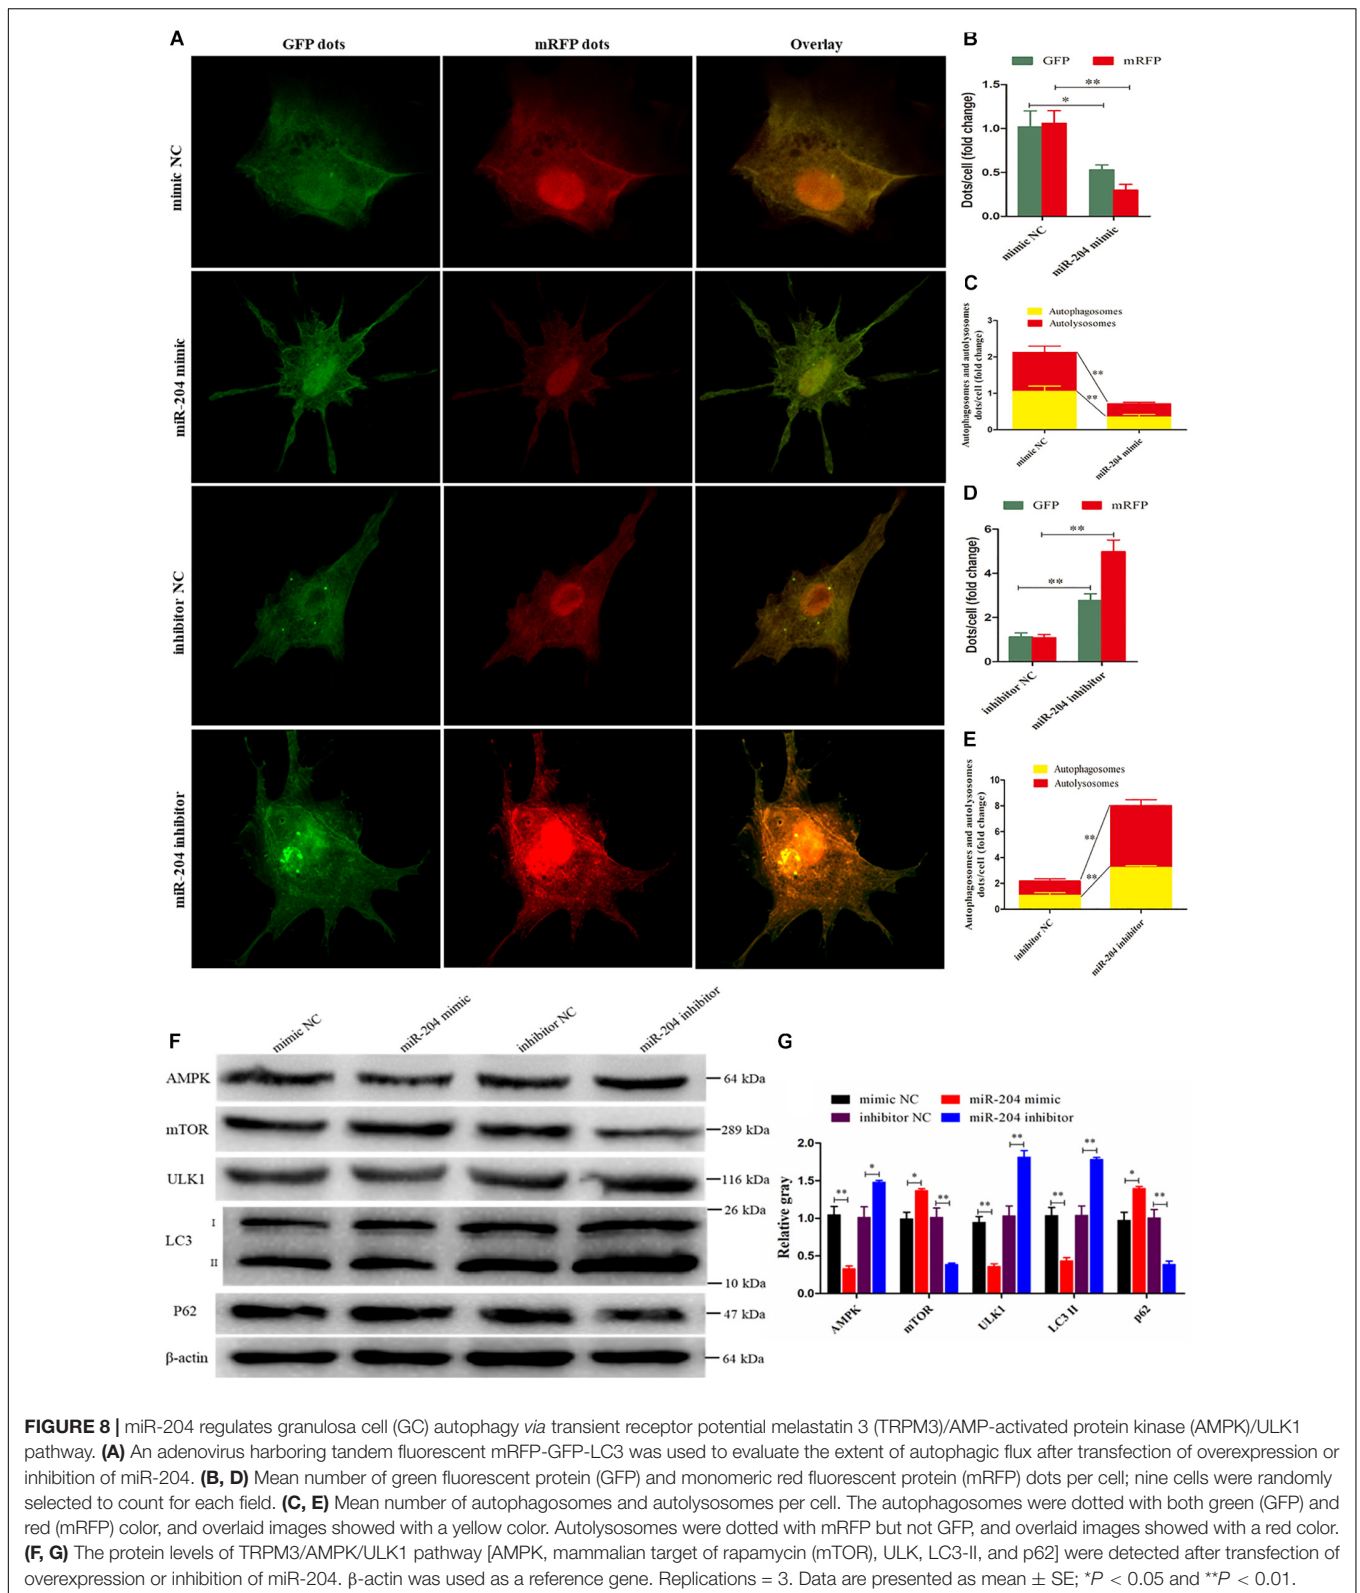 A
GFP dots
mRFP dots
Overlay
mimic NC
miR-204 mimic
inhibitor NC
miR-204 inhibitor
B
GFP
mRFP
Dots/cell (fold change)
1.5
1.0
0.5
0.0
**
*
mimic NC
miR-204 mimic
C
Autophagosomes
Autolysosomes
Autophagosomes and autolysosomes
dots/cell (fold change)
3
2
1
0
**
**
mimic NC
miR-204 mimic
D
GFP
mRFP
Dots/cell (fold change)
6
4
2
0
**
**
inhibitor NC
miR-204 inhibitor
E
Autophagosomes
Autolysosomes
Autophagosomes and autolysosomes
dots/cell (fold change)
10
8
6
4
2
0
**
**
inhibitor NC
miR-204 inhibitor
F
mimic NC
miR-204 mimic
inhibitor NC
miR-204 inhibitor
AMPK
64 kDa
mTOR
289 kDa
ULK1
116 kDa
26 kDa
I
LC3
II
10 kDa
P62
47 kDa
β-actin
64 kDa
G
mimic NC
miR-204 mimic
inhibitor NC
miR-204 inhibitor
Relative gray
2.0
1.5
1.0
0.5
0.0
** * * ** ** ** ** ** * **
AMPK
mTOR
ULK1
LC3 II
p62
FIGURE 8 | miR-204 regulates granulosa cell (GC) autophagy via transient receptor potential melastatin 3 (TRPM3)/AMP-activated protein kinase (AMPK)/ULK1
pathway. (A) An adenovirus harboring tandem fluorescent mRFP-GFP-LC3 was used to evaluate the extent of autophagic flux after transfection of overexpression or
inhibition of miR-204. (B, D) Mean number of green fluorescent protein (GFP) and monomeric red fluorescent protein (mRFP) dots per cell; nine cells were randomly
selected to count for each field. (C, E) Mean number of autophagosomes and autolysosomes per cell. The autophagosomes were dotted with both green (GFP) and
red (mRFP) color, and overlaid images showed with a yellow color. Autolysosomes were dotted with mRFP but not GFP, and overlaid images showed with a red color.
(F, G) The protein levels of TRPM3/AMPK/ULK1 pathway [AMPK, mammalian target of rapamycin (mTOR), ULK, LC3-II, and p62] were detected after transfection of
overexpression or inhibition of miR-204. β-actin was used as a reference gene. Replications = 3. Data are presented as mean ± SE; *P < 0.05 and **P < 0.01.